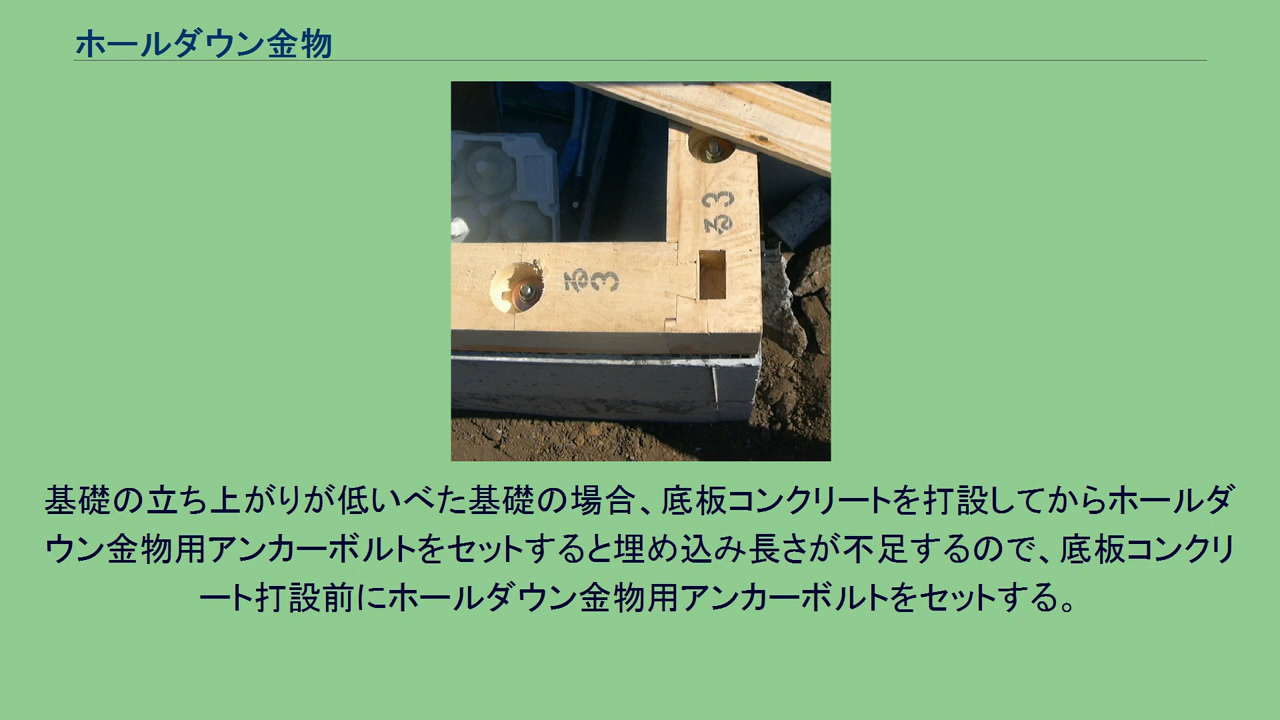 ホールダウン金物
る3
る3
基礎の立ち上がりが低いべた基礎の場合、底板コンクリートを打設してからホールダ
ウン金物用アンカーボルトをセットすると埋め込み長さが不足するので、底板コンクリ
ート打設前にホールダウン金物用アンカーボルトをセットする。